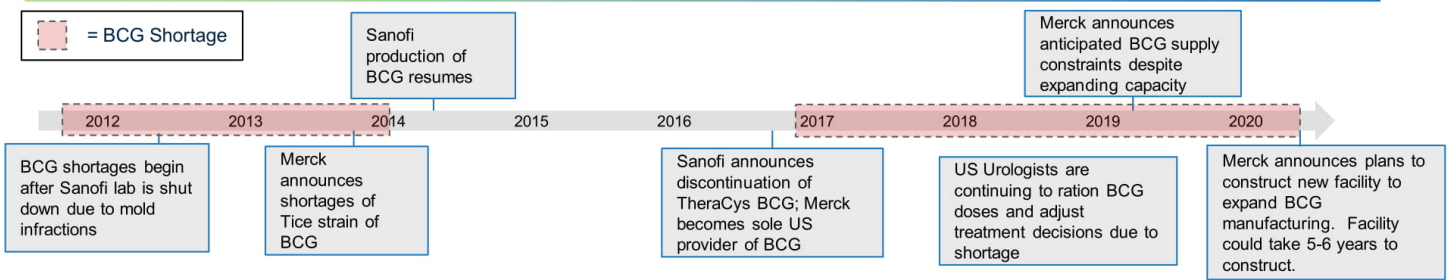 = BCG Shortage
Sanofi
production of
BCG resumes
Merck announces
anticipated BCG supply
constraints despite
expanding capacity
2012
2013
2014
2015
2016
2017
2018
2019
2020
BCG shortages begin
after Sanofi lab is shut
down due to mold
infractions
Merck
announces
shortages of
Tice strain of
BCG
Sanofi announces
discontinuation of
TheraCys BCG; Merck
becomes sole US
provider of BCG
US Urologists are
continuing to ration BCG
doses and adjust
treatment decisions due to
shortage
Merck announces plans to
construct new facility to
expand BCG
manufacturing. Facility
could take 5-6 years to
construct.